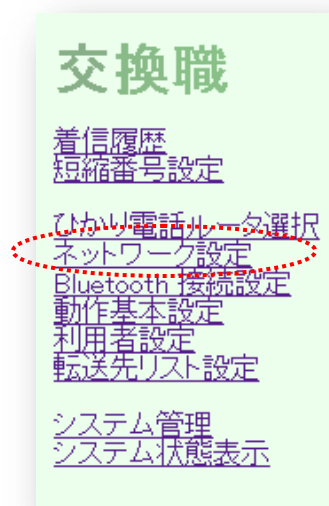 交換職
着信履歴
短縮番号設定
ひかり電話ルータ選択
ネットワーク設定
Bluetooth 接続設定
動作基本設定
利用者設定
転送先リスト設定
システム管理
システム状態表示